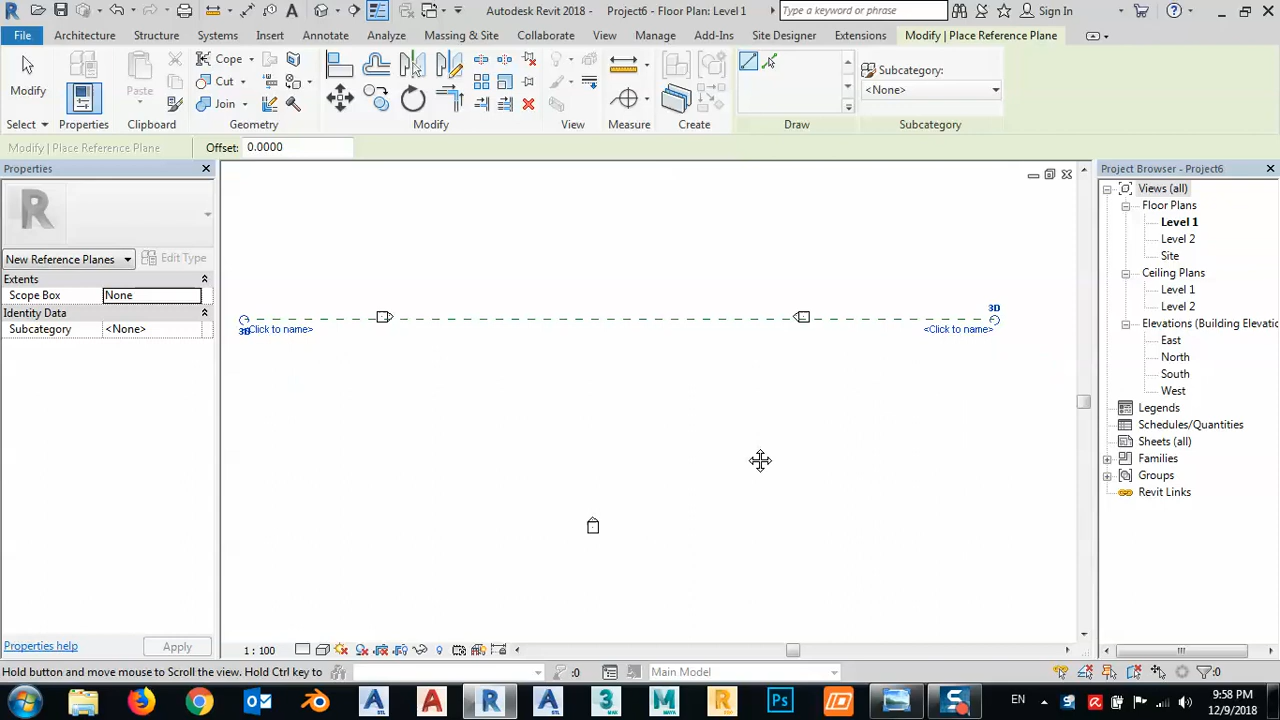 Autodesk Revit 2018 - Project6 - Floor Plan: Level 1
Type a keyword or phrase
Sign In
File
Architecture
Structure
Systems
Insert
Annotate
Analyze
Massing & Site
Collaborate
View
Manage
Add-Ins
Site Designer
Extensions
Modify | Place Reference Plane
Modify
Properties
Paste
Cope
Cut
Join
Subcategory:
<None>
Select
Properties
Clipboard
Geometry
Modify
View
Measure
Create
Draw
Subcategory
Modify | Place Reference Plane
Offset: 0.0000
Properties
New Reference Planes
Edit Type
Extents
Scope Box
None
Identity Data
Subcategory
<None>
Properties help
Apply
3D
Click to name>
3D
<Click to name>
1 : 100
Project Browser - Project6
Views (all)
Floor Plans
Level 1
Level 2
Site
Ceiling Plans
Level 1
Level 2
Elevations (Building Elevatio
East
North
South
West
Legends
Schedules/Quantities
Sheets (all)
Families
Groups
Revit Links
Hold button and move mouse to Scroll the view. Hold Ctrl key to
:0
Main Model
:0
EN
9:58 PM
12/9/2018